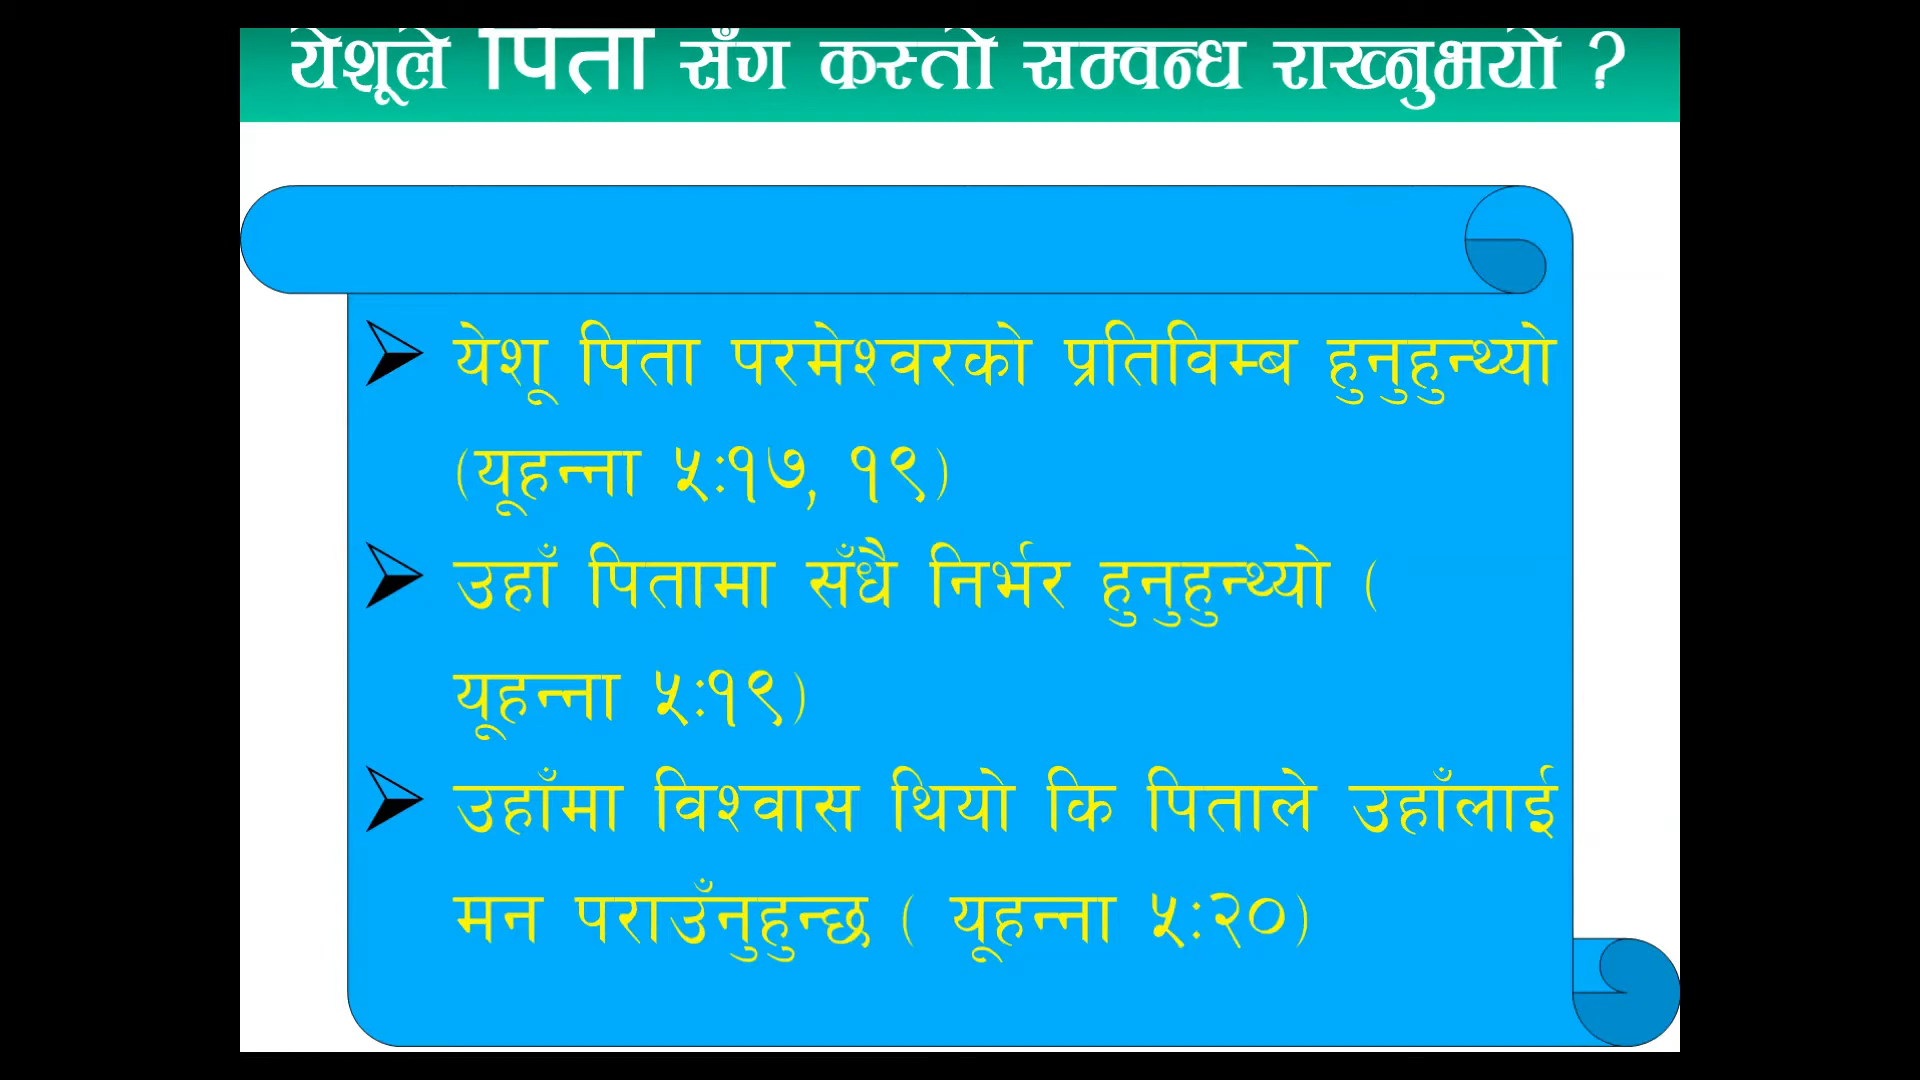 येशूले पिता सँग कस्तो सम्वन्ध राख्नुभयो ?
येशू पिता परमेश्वरको प्रतिविम्ब हुनुहुन्थ्यो
(यूहन्ना ५:१७, १९)
उहाँ पितामा सँधै निर्भर हुनुहुन्थ्यो (
यूहन्ना ५:१९)
उहाँमा विश्वास थियो कि पिताले उहाँलाई
मन पराउँनुहुन्छ ( यूहन्ना ५:२०)